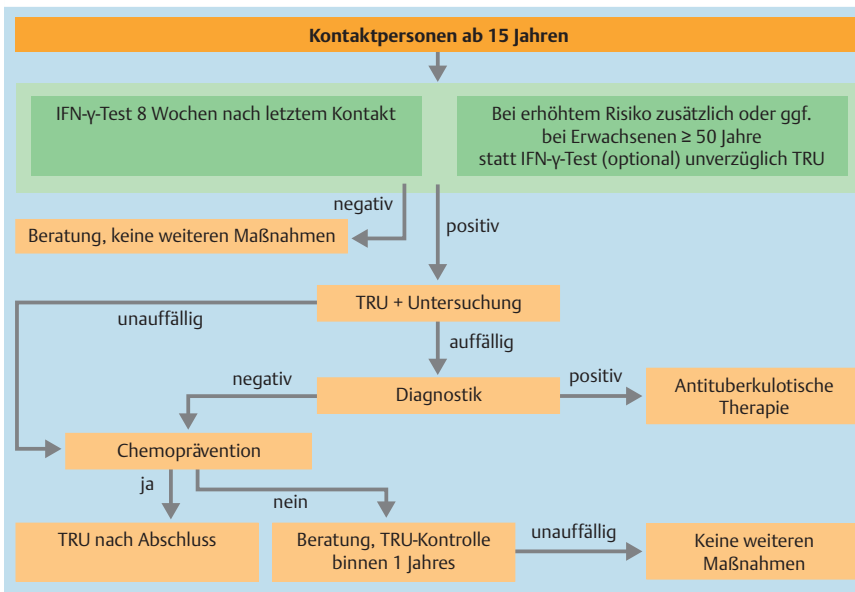 Kontaktpersonen ab 15 Jahren
IFN-γ-Test 8 Wochen nach letztem Kontakt
Bei erhöhtem Risiko zusätzlich oder ggf.
bei Erwachsenen ≥ 50 Jahre
statt IFN-γ-Test (optional) unverzüglich TRU
negativ
positiv
Beratung, keine weiteren Maßnahmen
TRU + Untersuchung
unauffällig
auffällig
negativ
Diagnostik
positiv
Antituberkulotische
Therapie
Chemoprävention
ja
nein
TRU nach Abschluss
Beratung, TRU-Kontrolle
binnen 1 Jahres
unauffällig
Keine weiteren
Maßnahmen